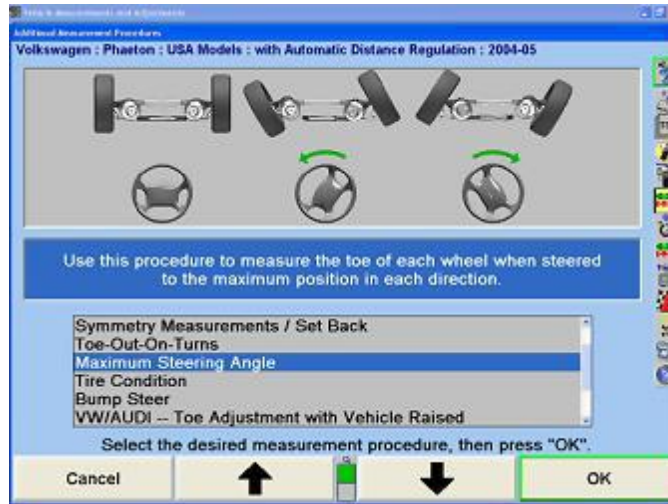 Additional Measurement Procedures
Volkswagen : Phaeton : USA Models : with Automatic Distance Regulation : 2004-05
Use this procedure to measure the toe of each wheel when steered
to the maximum position in each direction.
Symmetry Measurements / Set Back
Toe-Out-On-Turns
Maximum Steering Angle
Tire Condition
Bump Steer
VW/AUDI -- Toe Adjustment with Vehicle Raised
Select the desired measurement procedure, then press "OK".
Cancel
OK